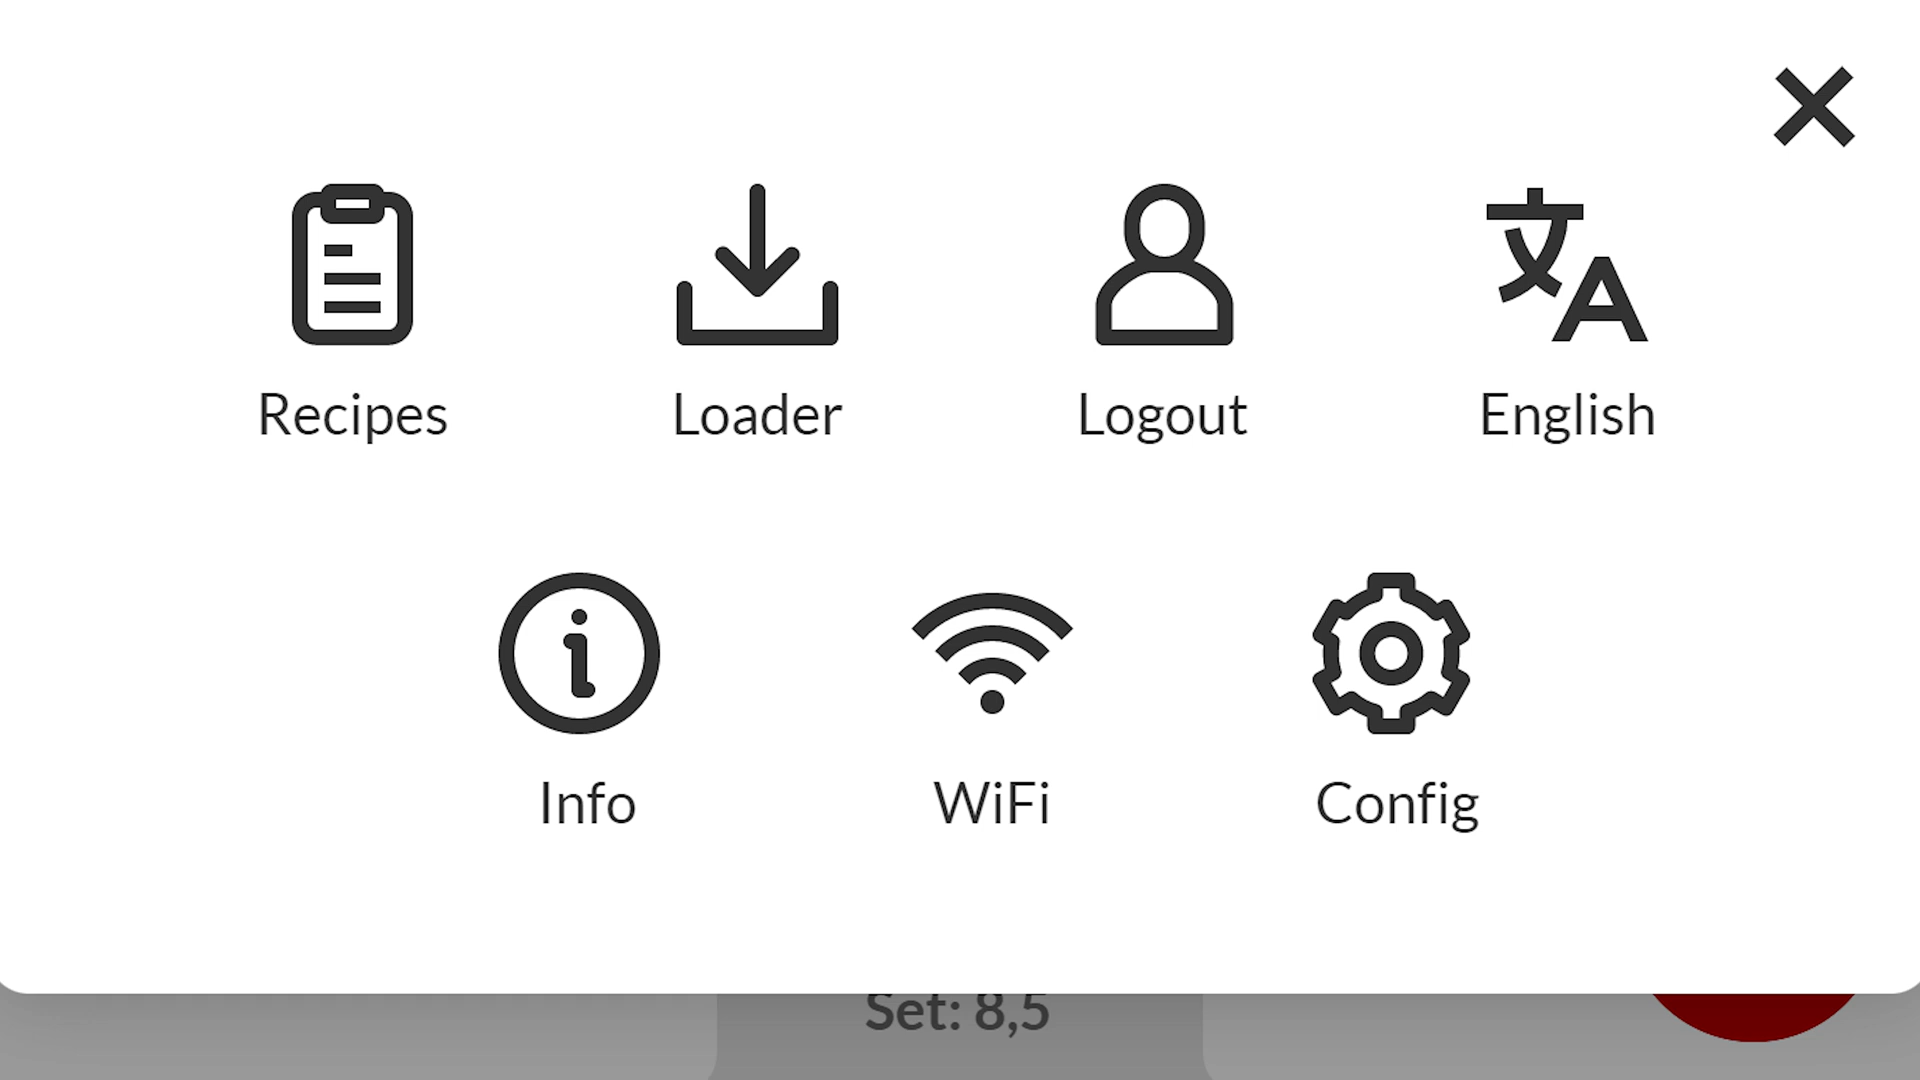 Recipes
Loader
Logout
English
Info
WiFi
Config
Set: 8,5